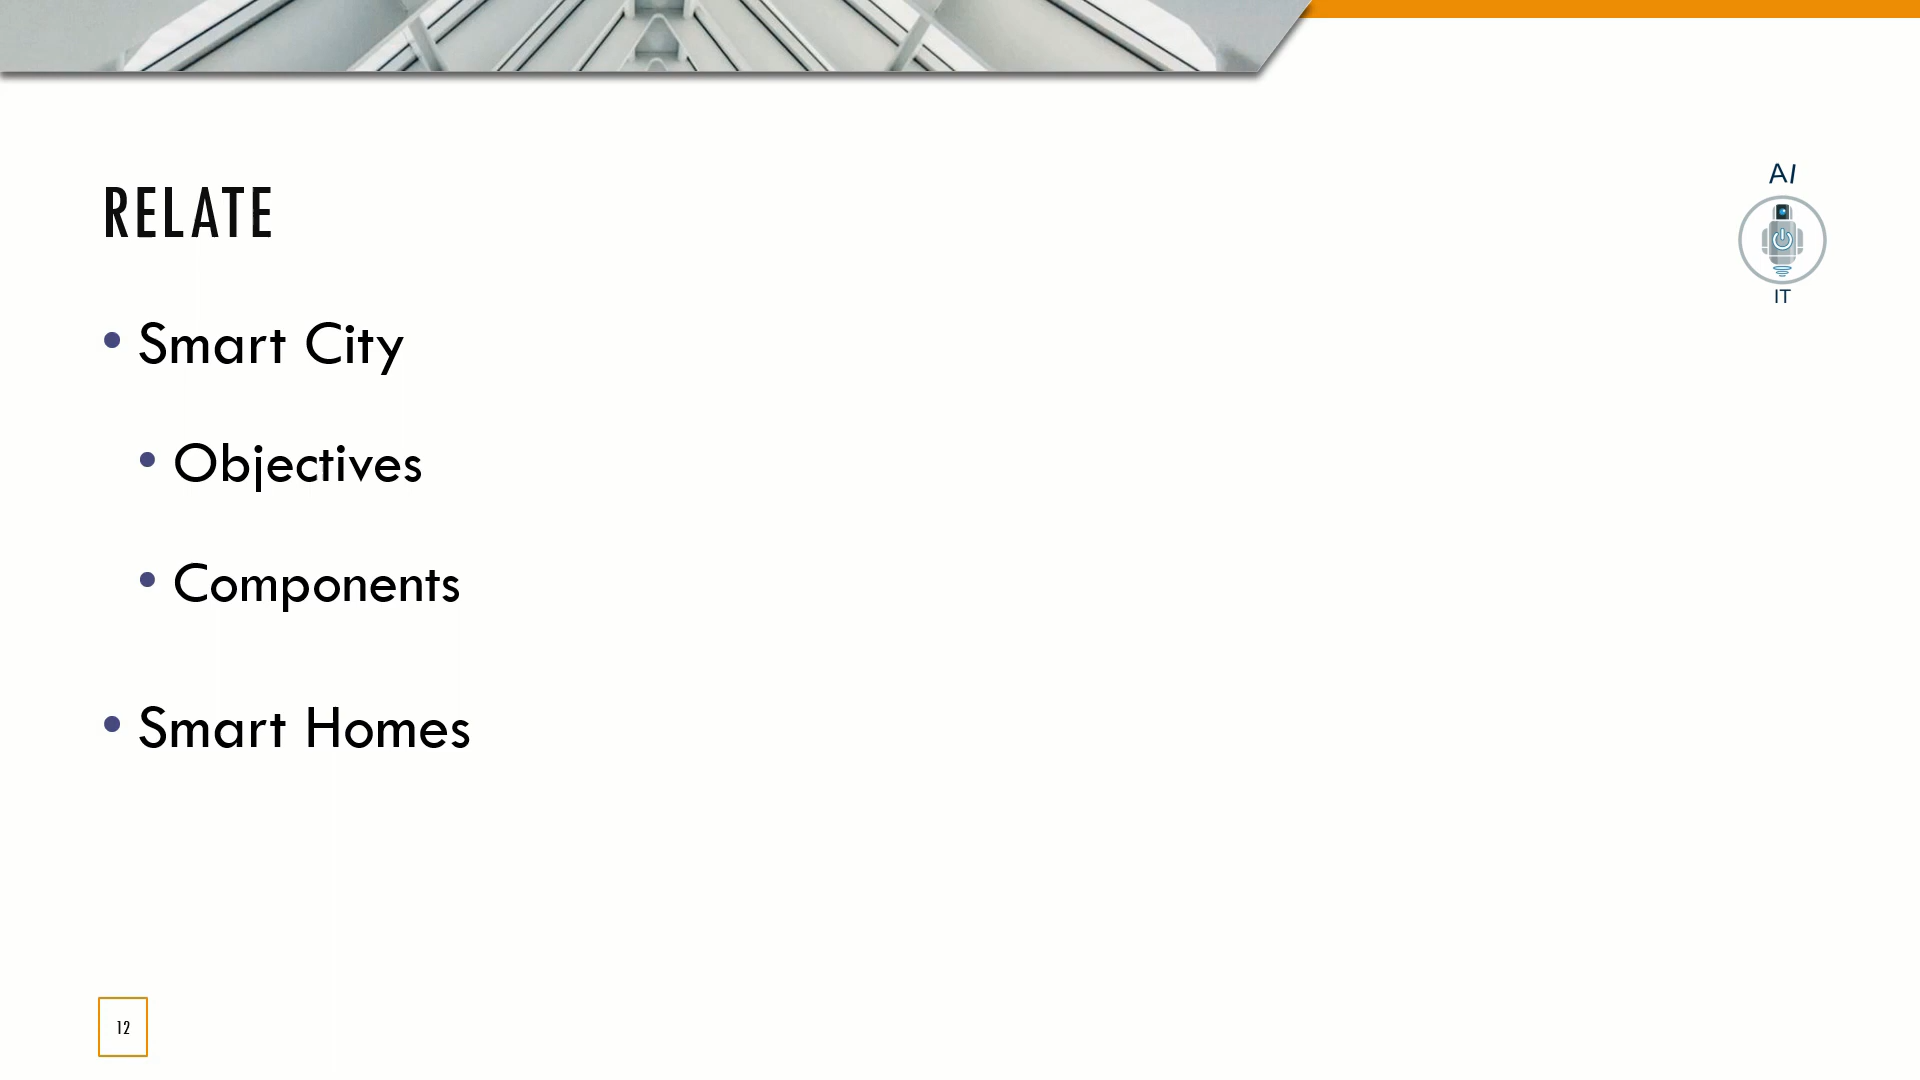 RELATE
AI
IT
• Smart City
• Objectives
• Components
• Smart Homes
12